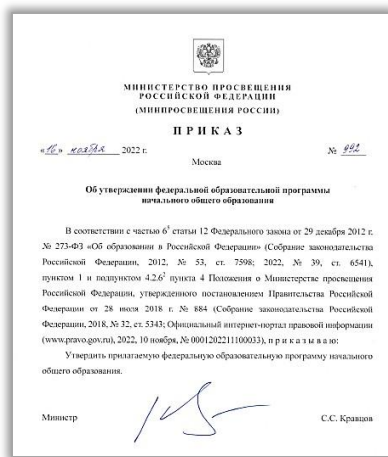 МИНИСТЕРСТВО ПРОСВЕЩЕНИЯ
РОССИЙСКОЙ ФЕДЕРАЦИИ
(МИНПРОСВЕЩЕНИЯ РОССИИ)
ПРИКАЗ
«16» ноября 2022 г.
№ 992
Москва
Об утверждении федеральной образовательной программы
начального общего образования
В соответствии с частью 6⁵ статьи 12 Федерального закона от 29 декабря 2012 г.
№ 273-ФЗ «Об образовании в Российской Федерации» (Собрание законодательства
Российской Федерации, 2012, № 53, ст. 7598; 2022, № 39, ст. 6541),
пунктом 1 и подпунктом 4.2.6² пункта 4 Положения о Министерстве просвещения
Российской Федерации, утвержденного постановлением Правительства Российской
Федерации от 28 июля 2018 г. № 884 (Собрание законодательства Российской
Федерации, 2018, № 32, ст. 5343; Официальный интернет-портал правовой информации
(www.pravo.gov.ru), 2022, 10 ноября, № 0001202211100033), п р и к а з ы в а ю:
Утвердить прилагаемую федеральную образовательную программу начального
общего образования.
Министр
С.С. Кравцов